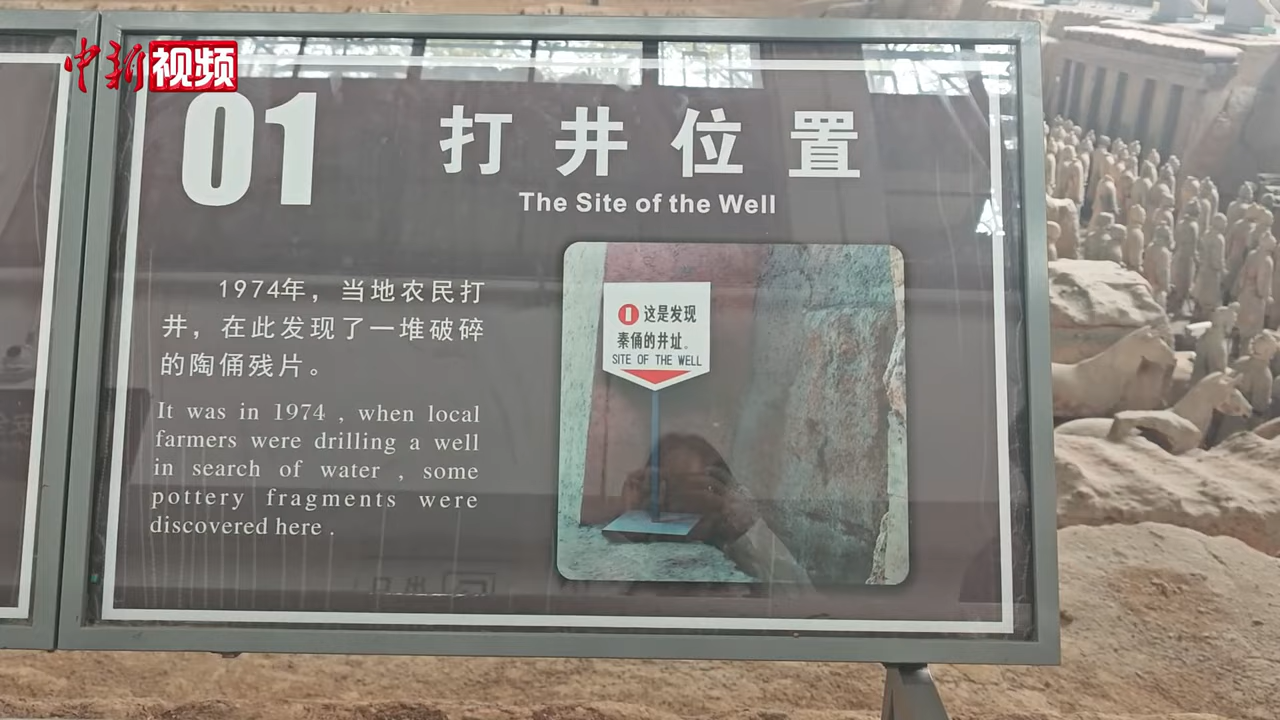 中新视频
01
打井位置
The Site of the Well
1974年，当地农民打
井，在此发现了一堆破碎
的陶俑残片。
It was in 1974 , when local
farmers were drilling a well
in search of water , some
pottery fragments were
discovered here .
这是发现
秦俑的井址。
SITE OF THE WELL